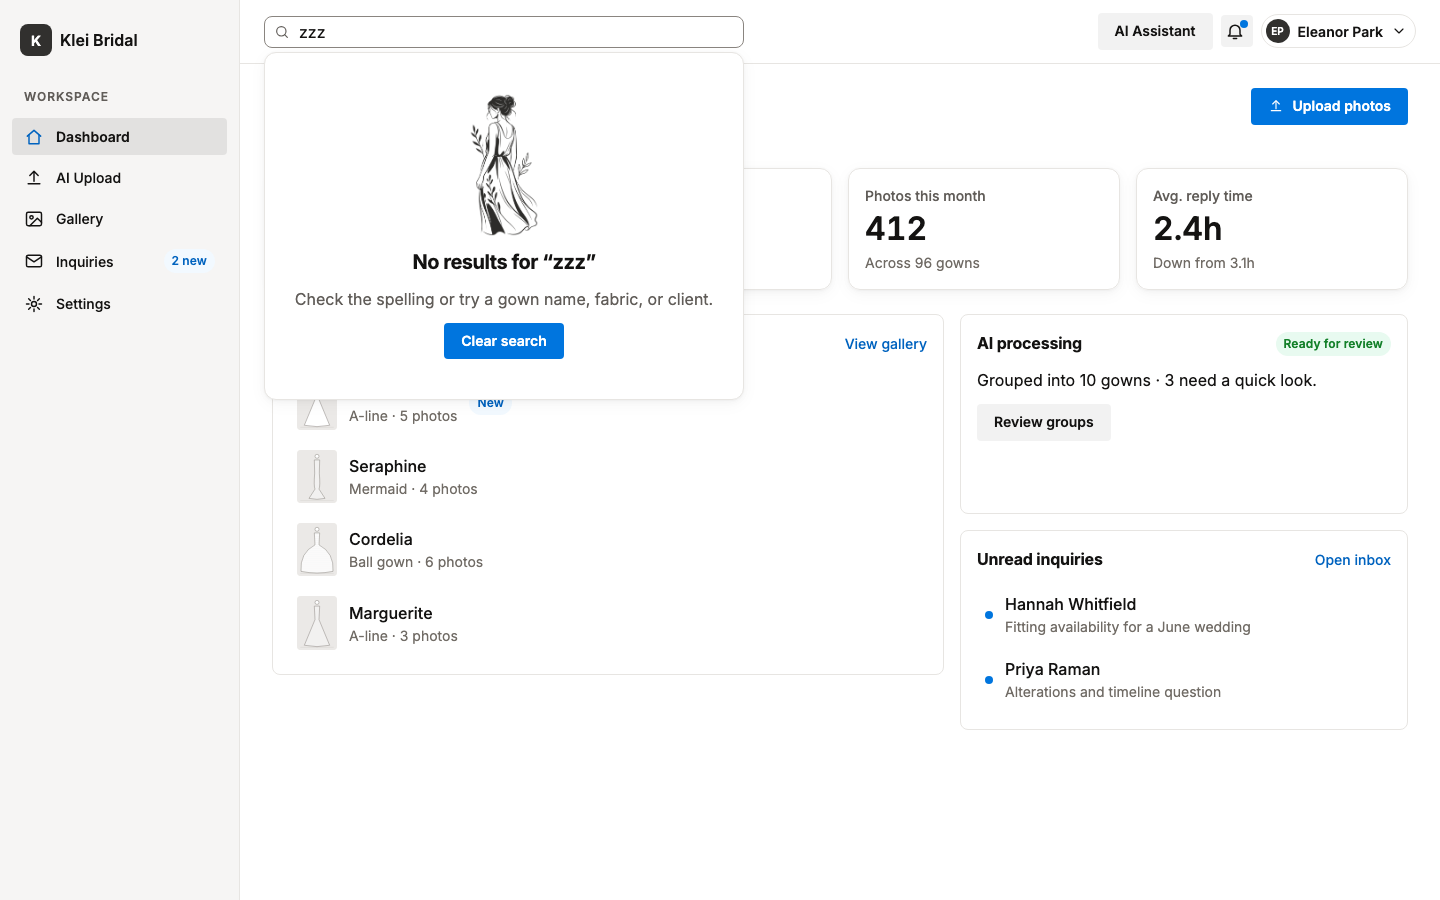 K Klei Bridal
WORKSPACE
Dashboard
AI Upload
Gallery
Inquiries 2 new
Settings
zzz
AI Assistant
EP Eleanor Park
Upload photos
No results for “zzz”
Check the spelling or try a gown name, fabric, or client.
Clear search
Photos this month
412
Across 96 gowns
Avg. reply time
2.4h
Down from 3.1h
View gallery
A-line · 5 photos New
Seraphine
Mermaid · 4 photos
Cordelia
Ball gown · 6 photos
Marguerite
A-line · 3 photos
AI processing Ready for review
Grouped into 10 gowns · 3 need a quick look.
Review groups
Unread inquiries Open inbox
Hannah Whitfield
Fitting availability for a June wedding
Priya Raman
Alterations and timeline question